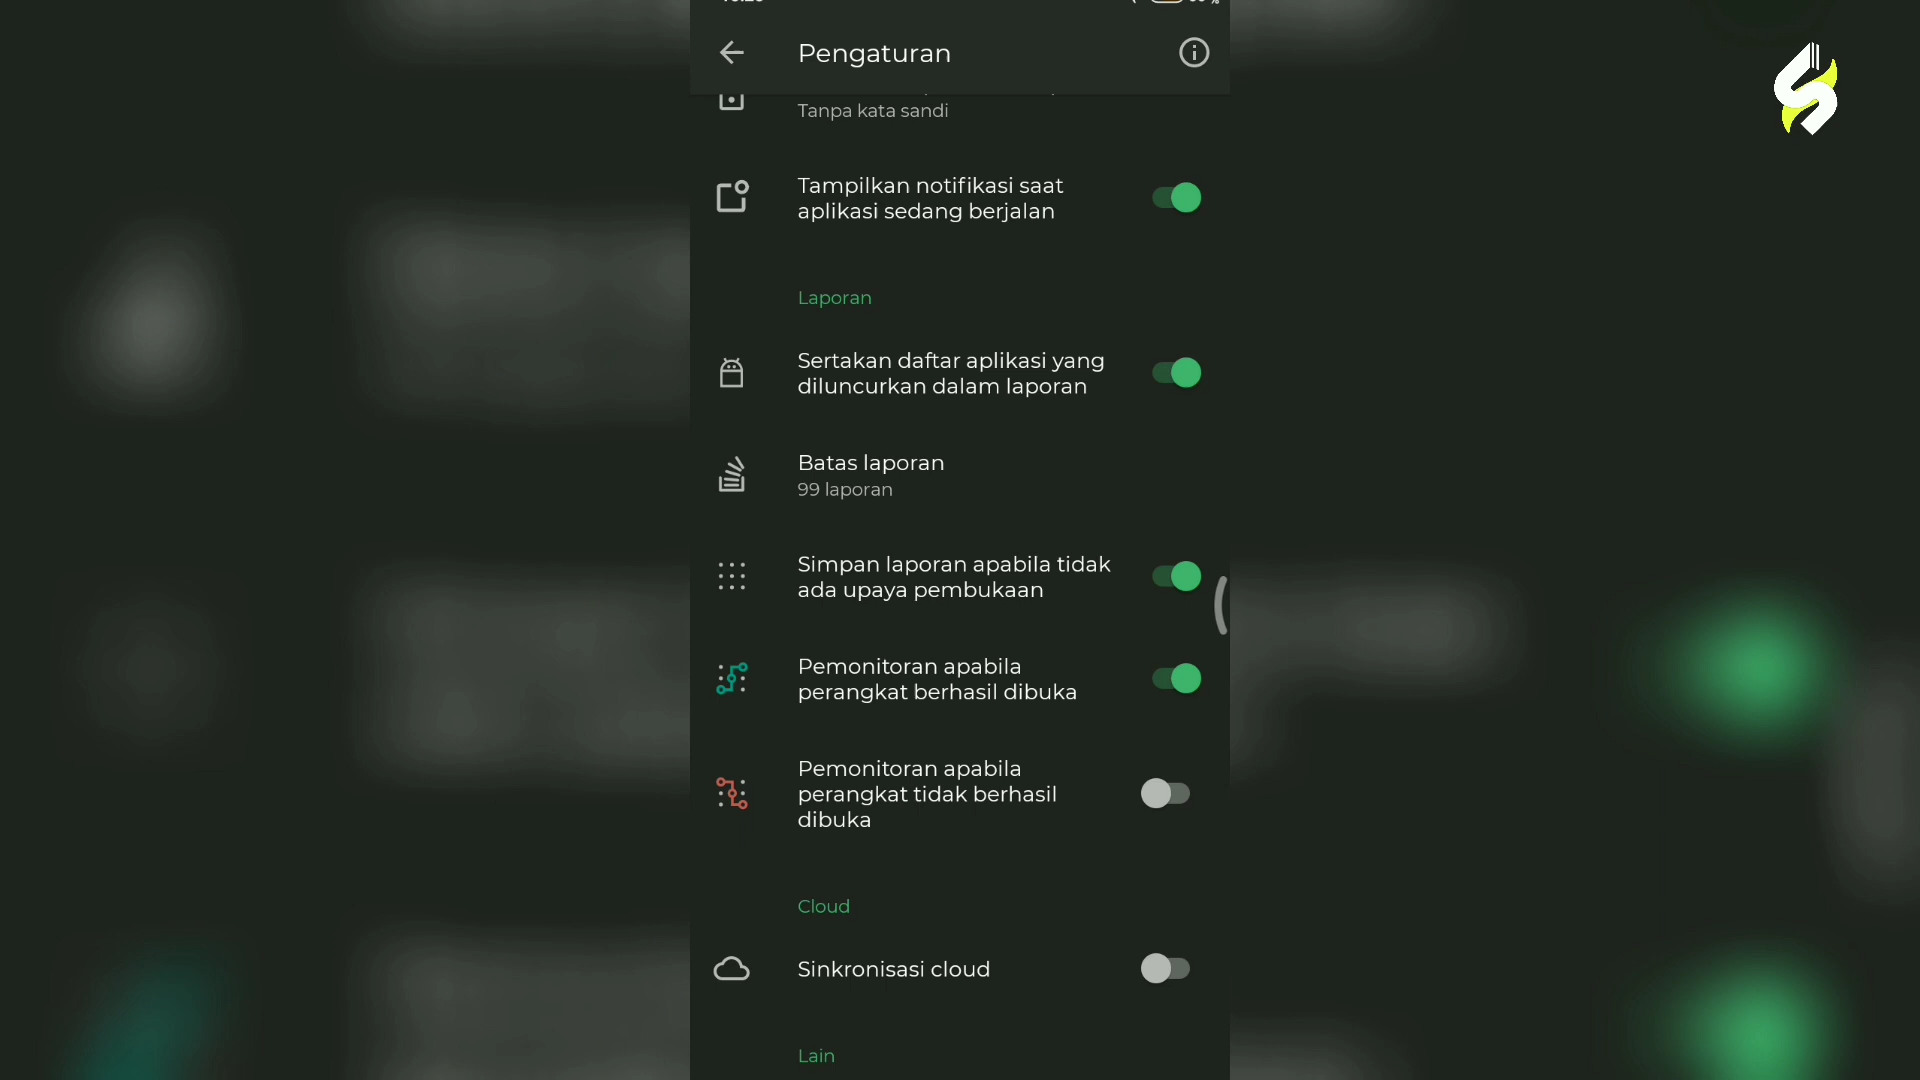 Pengaturan
Tanpa kata sandi
Tampilkan notifikasi saat
aplikasi sedang berjalan
Laporan
Sertakan daftar aplikasi yang
diluncurkan dalam laporan
Batas laporan
99 laporan
Simpan laporan apabila tidak
ada upaya pembukaan
Pemonitoran apabila
perangkat berhasil dibuka
Pemonitoran apabila
perangkat tidak berhasil
dibuka
Cloud
Sinkronisasi cloud
Lain